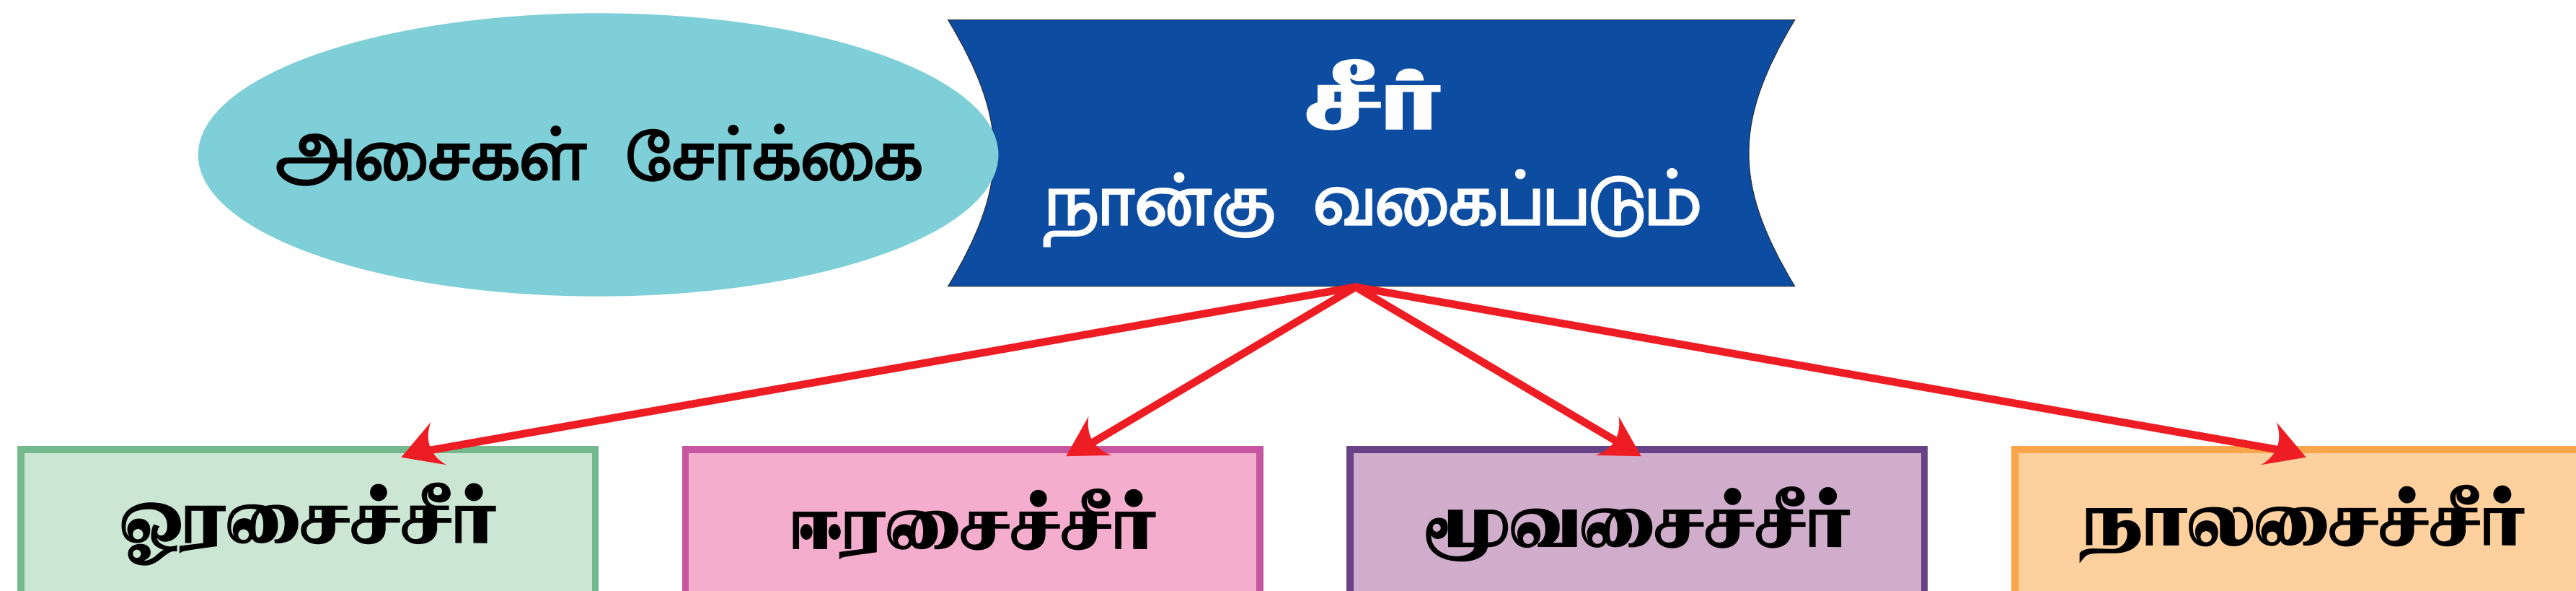 அசைகள் சேர்க்கை
சீர்
நான்கு வகைப்படும்
ஓரசைச்சீர்
ஈரசைச்சீர்
மூவசைச்சீர்
நாலசைச்சீர்